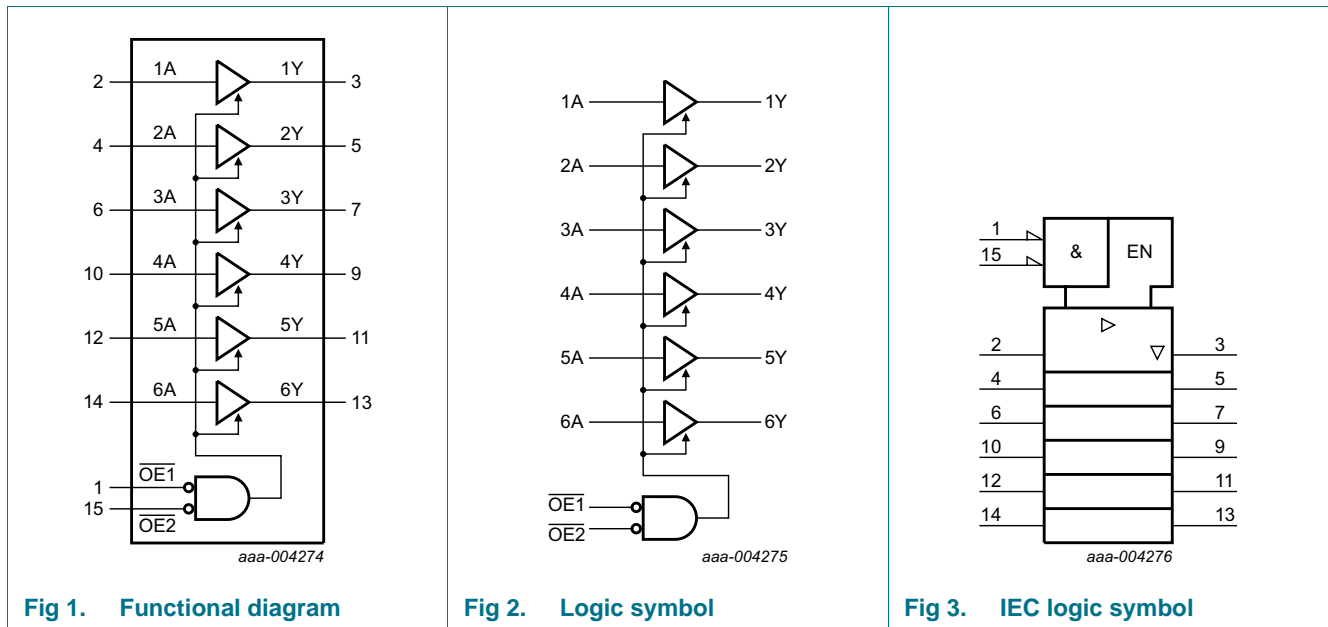 2 1A 1Y 3
4 2A 2Y 5
6 3A 3Y 7
10 4A 4Y 9
12 5A 5Y 11
14 6A 6Y 13
1 OE1
15 OE2
aaa-004274
Fig 1. Functional diagram
1A 1Y
2A 2Y
3A 3Y
4A 4Y
5A 5Y
6A 6Y
OE1
OE2
aaa-004275
Fig 2. Logic symbol
1
15
& EN
2 3
4 5
6 7
10 9
12 11
14 13
aaa-004276
Fig 3. IEC logic symbol